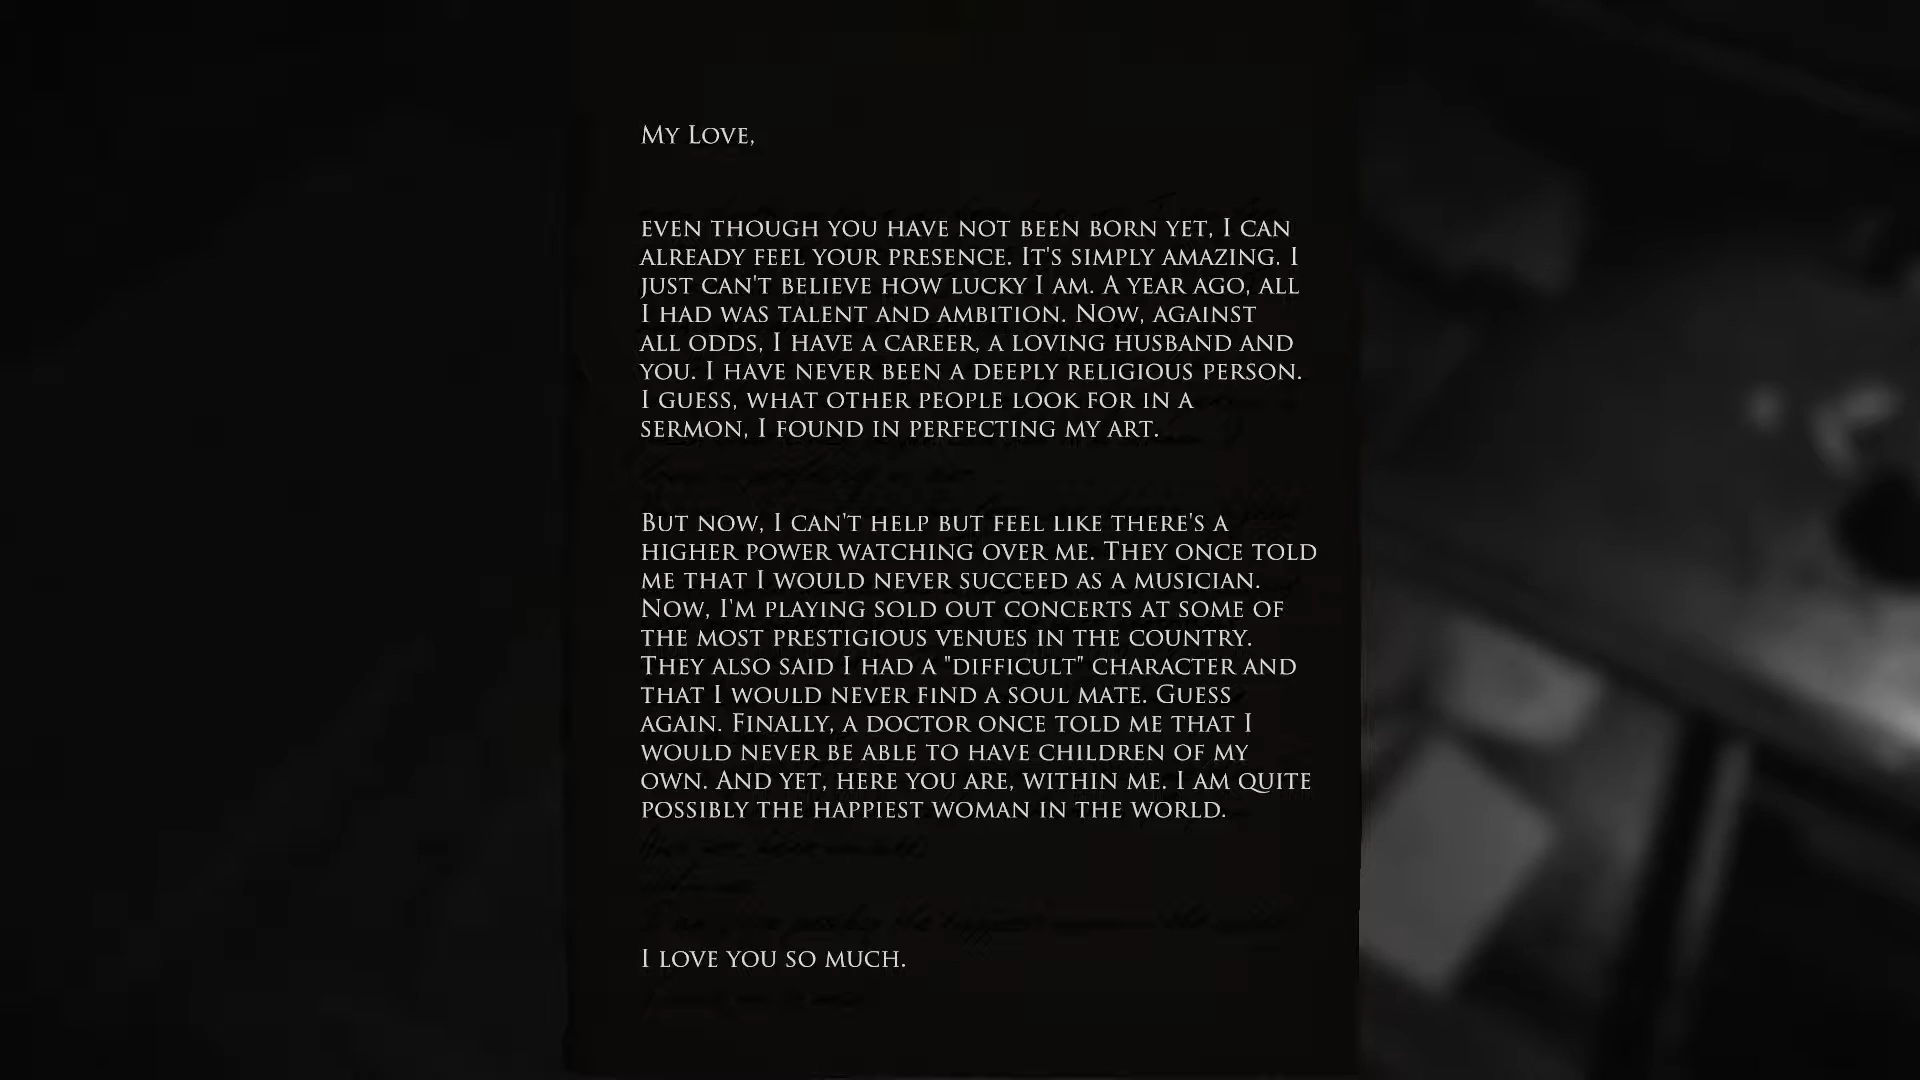 My Love,
even though you have not been born yet, I can
already feel your presence. It's simply amazing. I
just can't believe how lucky I am. A year ago, all
I had was talent and ambition. Now, against
all odds, I have a career, a loving husband and
you. I have never been a deeply religious person.
I guess, what other people look for in a
sermon, I found in perfecting my art.
But now, I can't help but feel like there's a
higher power watching over me. They once told
me that I would never succeed as a musician.
Now, I'm playing sold out concerts at some of
the most prestigious venues in the country.
They also said I had a "difficult" character and
that I would never find a soul mate. Guess
again. Finally, a doctor once told me that I
would never be able to have children of my
own. And yet, here you are, within me. I am quite
possibly the happiest woman in the world.
I love you so much.